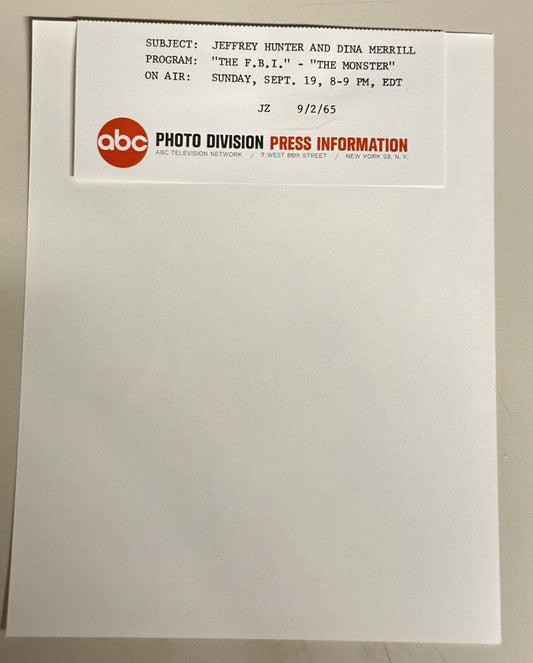 SUBJECT: JEFFREY HUNTER AND DINA MERRILL
PROGRAM: "THE F.B.I." - "THE MONSTER"
ON AIR: SUNDAY, SEPT. 19, 8-9 PM, EDT
JZ 9/2/65
abc PHOTO DIVISION PRESS INFORMATION
ABC TELEVISION NETWORK / 7 WEST 66th STREET / NEW YORK 23, N. Y.